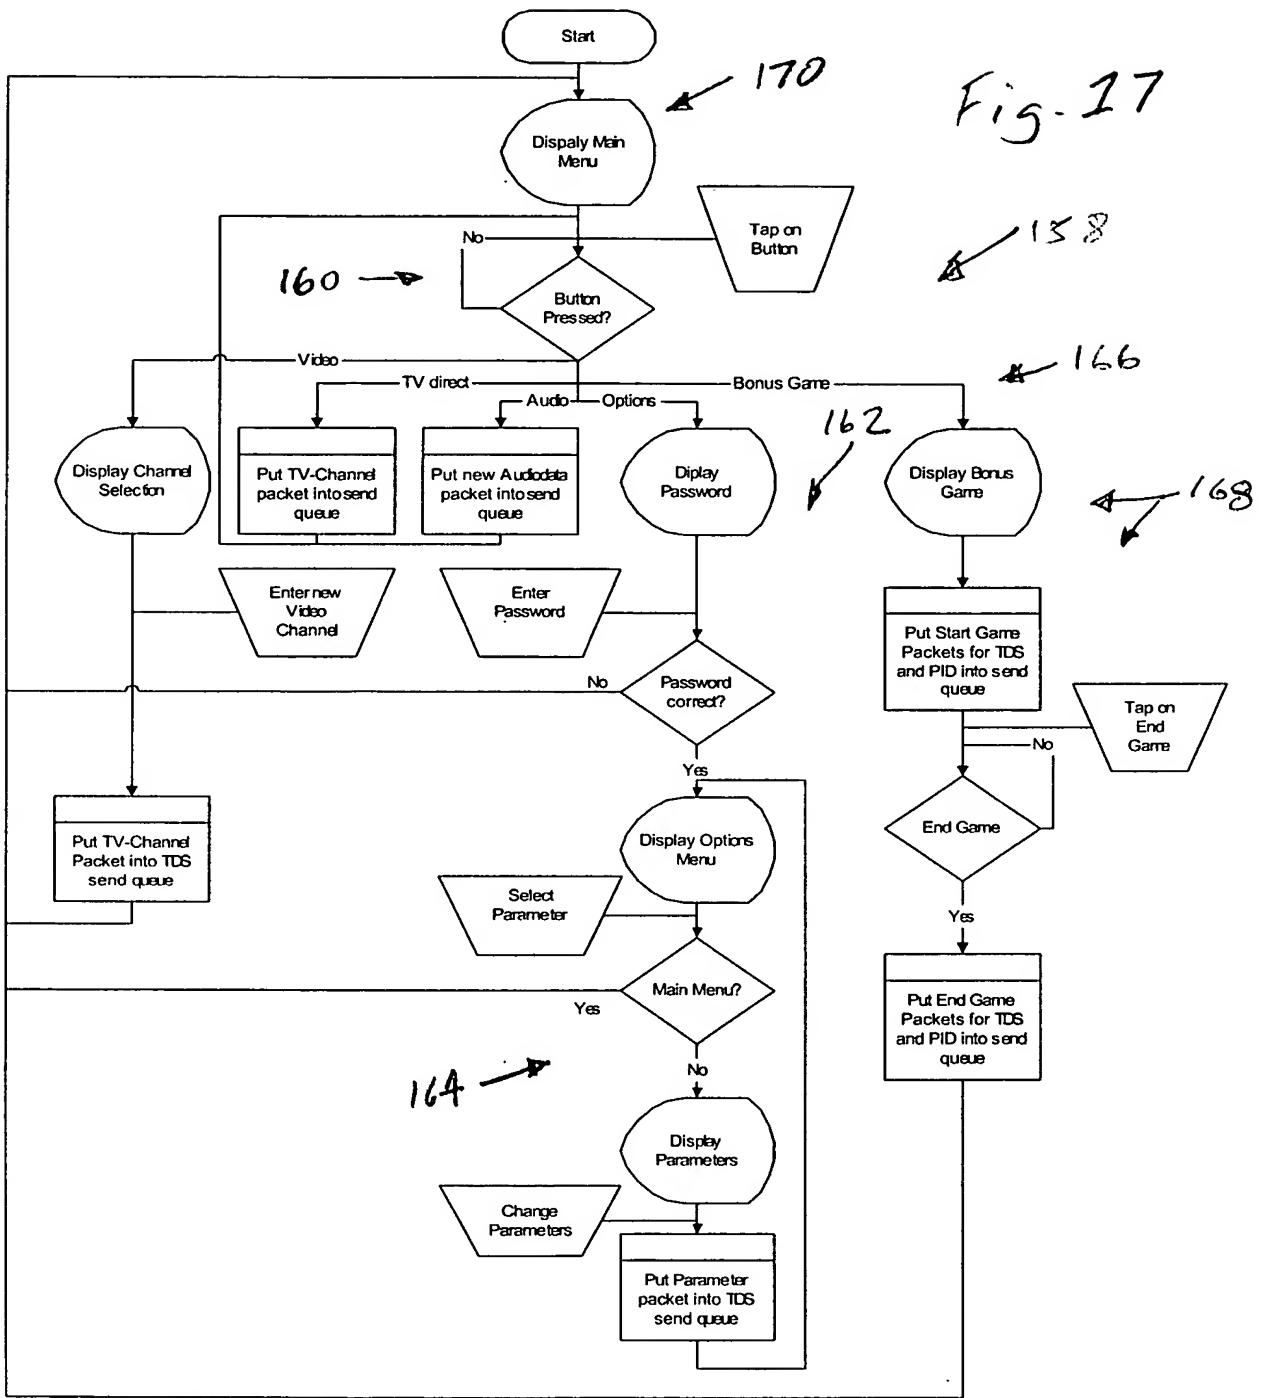 Start
170
Fig. 17
Dispaly Main
Menu
Tap on
Button
158
No
160
Button
Pressed?
Video
166
TV direct
Bonus Game
Audio
Options
162
Display Channel
Selection
Put TV-Channel
packet into send
queue
Put new Audiodata
packet into send
queue
Diplay
Password
Display Bonus
Game
168
Enter new
Video
Channel
Enter
Password
Put Start Game
Packets for TDS
and PID into send
queue
No
Password
correct?
Tap on
End
Game
No
Yes
Put TV-Channel
Packet into TDS
send queue
Display Options
Menu
End Game
Select
Parameter
Yes
Main Menu?
Yes
Put End Game
Packets for TDS
and PID into send
queue
No
164
Display
Parameters
Change
Parameters
Put Parameter
packet into TDS
send queue